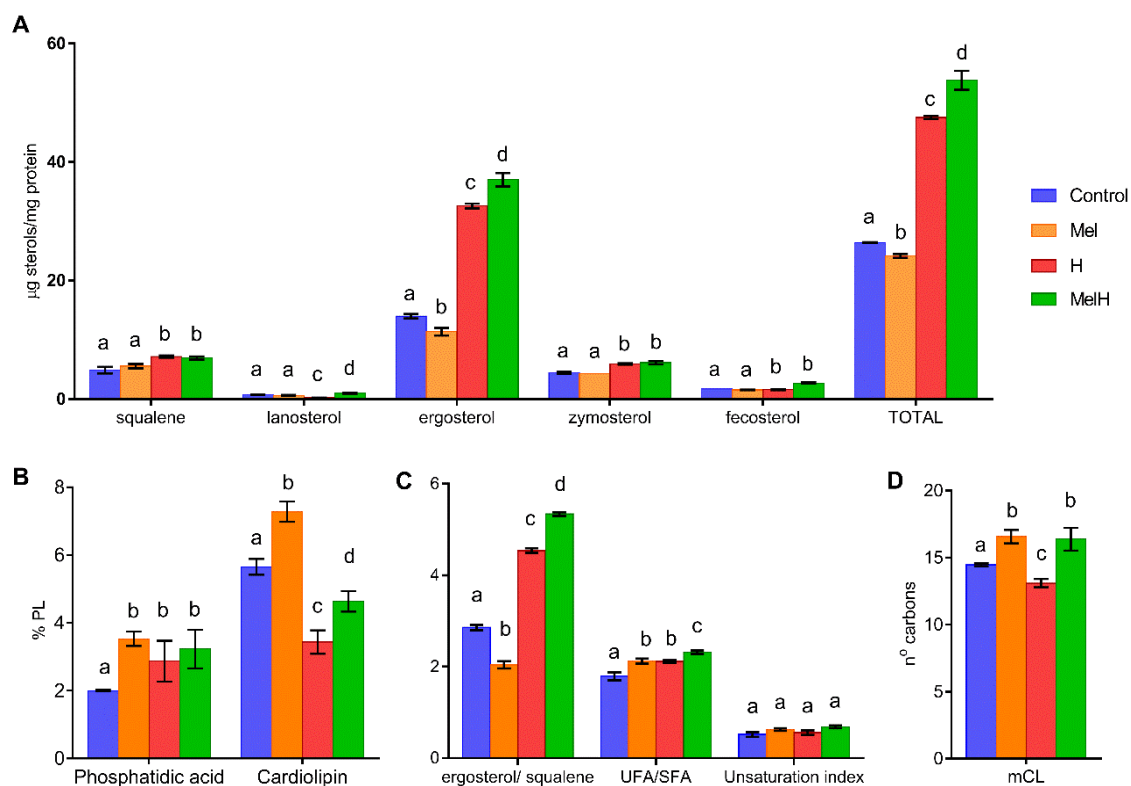 A
60
40
20
0
μg sterols/mg protein
a a b b
a a c d
a b c d
a a b b
a a b b
a b c d
squalene lanosterol ergosterol zymosterol fecosterol TOTAL
Control
Mel
H
MelH
B
8
6
4
2
0
% PL
a b b b
a b c d
Phosphatidic acid Cardiolipin
C
6
4
2
0
a b c d
a b b c
a a a a
ergosterol/ squalene UFA/SFA Unsaturation index
D
20
15
10
5
0
nº carbons
a b c b
mCL